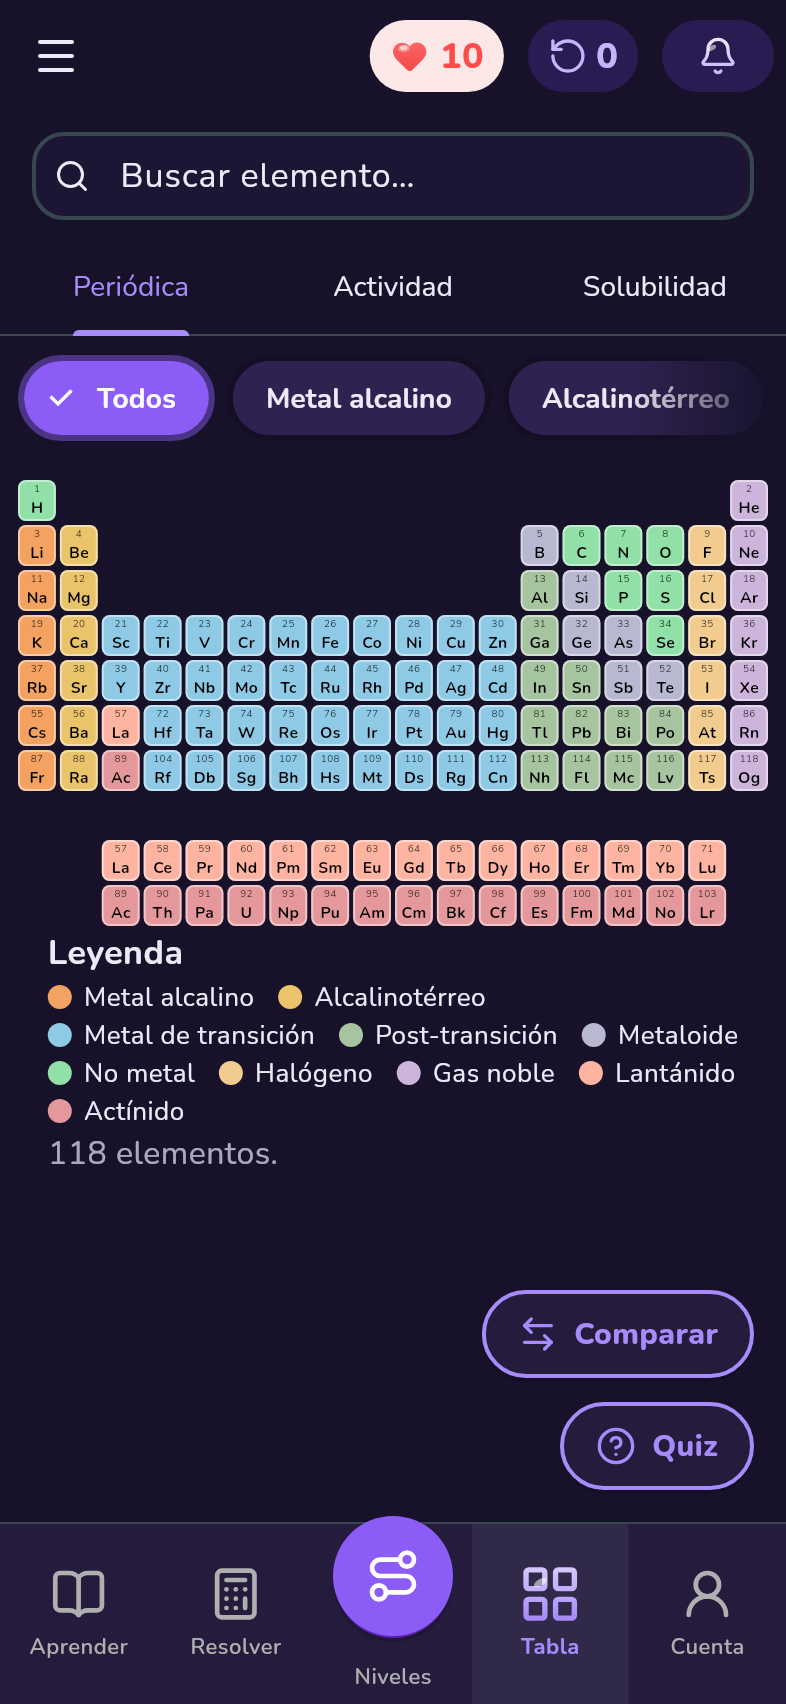 10 0
Buscar elemento...
Periódica Actividad Solubilidad
Todos Metal alcalino Alcalinotérreo
1 2
H He
3 4 5 6 7 8 9 10
Li Be B C N O F Ne
11 12 13 14 15 16 17 18
Na Mg Al Si P S Cl Ar
19 20 21 22 23 24 25 26 27 28 29 30 31 32 33 34 35 36
K Ca Sc Ti V Cr Mn Fe Co Ni Cu Zn Ga Ge As Se Br Kr
37 38 39 40 41 42 43 44 45 46 47 48 49 50 51 52 53 54
Rb Sr Y Zr Nb Mo Tc Ru Rh Pd Ag Cd In Sn Sb Te I Xe
55 56 57 72 73 74 75 76 77 78 79 80 81 82 83 84 85 86
Cs Ba La Hf Ta W Re Os Ir Pt Au Hg Tl Pb Bi Po At Rn
87 88 89 104 105 106 107 108 109 110 111 112 113 114 115 116 117 118
Fr Ra Ac Rf Db Sg Bh Hs Mt Ds Rg Cn Nh Fl Mc Lv Ts Og
57 58 59 60 61 62 63 64 65 66 67 68 69 70 71
La Ce Pr Nd Pm Sm Eu Gd Tb Dy Ho Er Tm Yb Lu
89 90 91 92 93 94 95 96 97 98 99 100 101 102 103
Ac Th Pa U Np Pu Am Cm Bk Cf Es Fm Md No Lr
Leyenda
Metal alcalino Alcalinotérreo
Metal de transición Post-transición Metaloide
No metal Halógeno Gas noble Lantánido
Actínido
118 elementos.
Comparar
Quiz
Aprender Resolver Niveles Tabla Cuenta